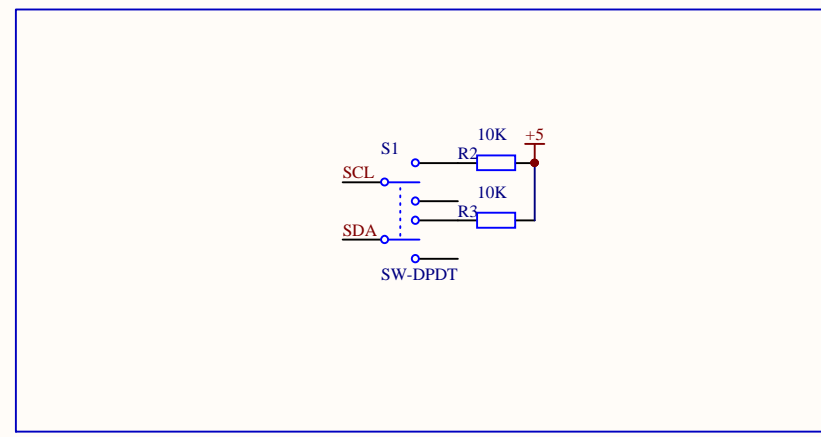 10K
+5
S1
R2
SCL
10K
R3
SDA
SW-DPDT